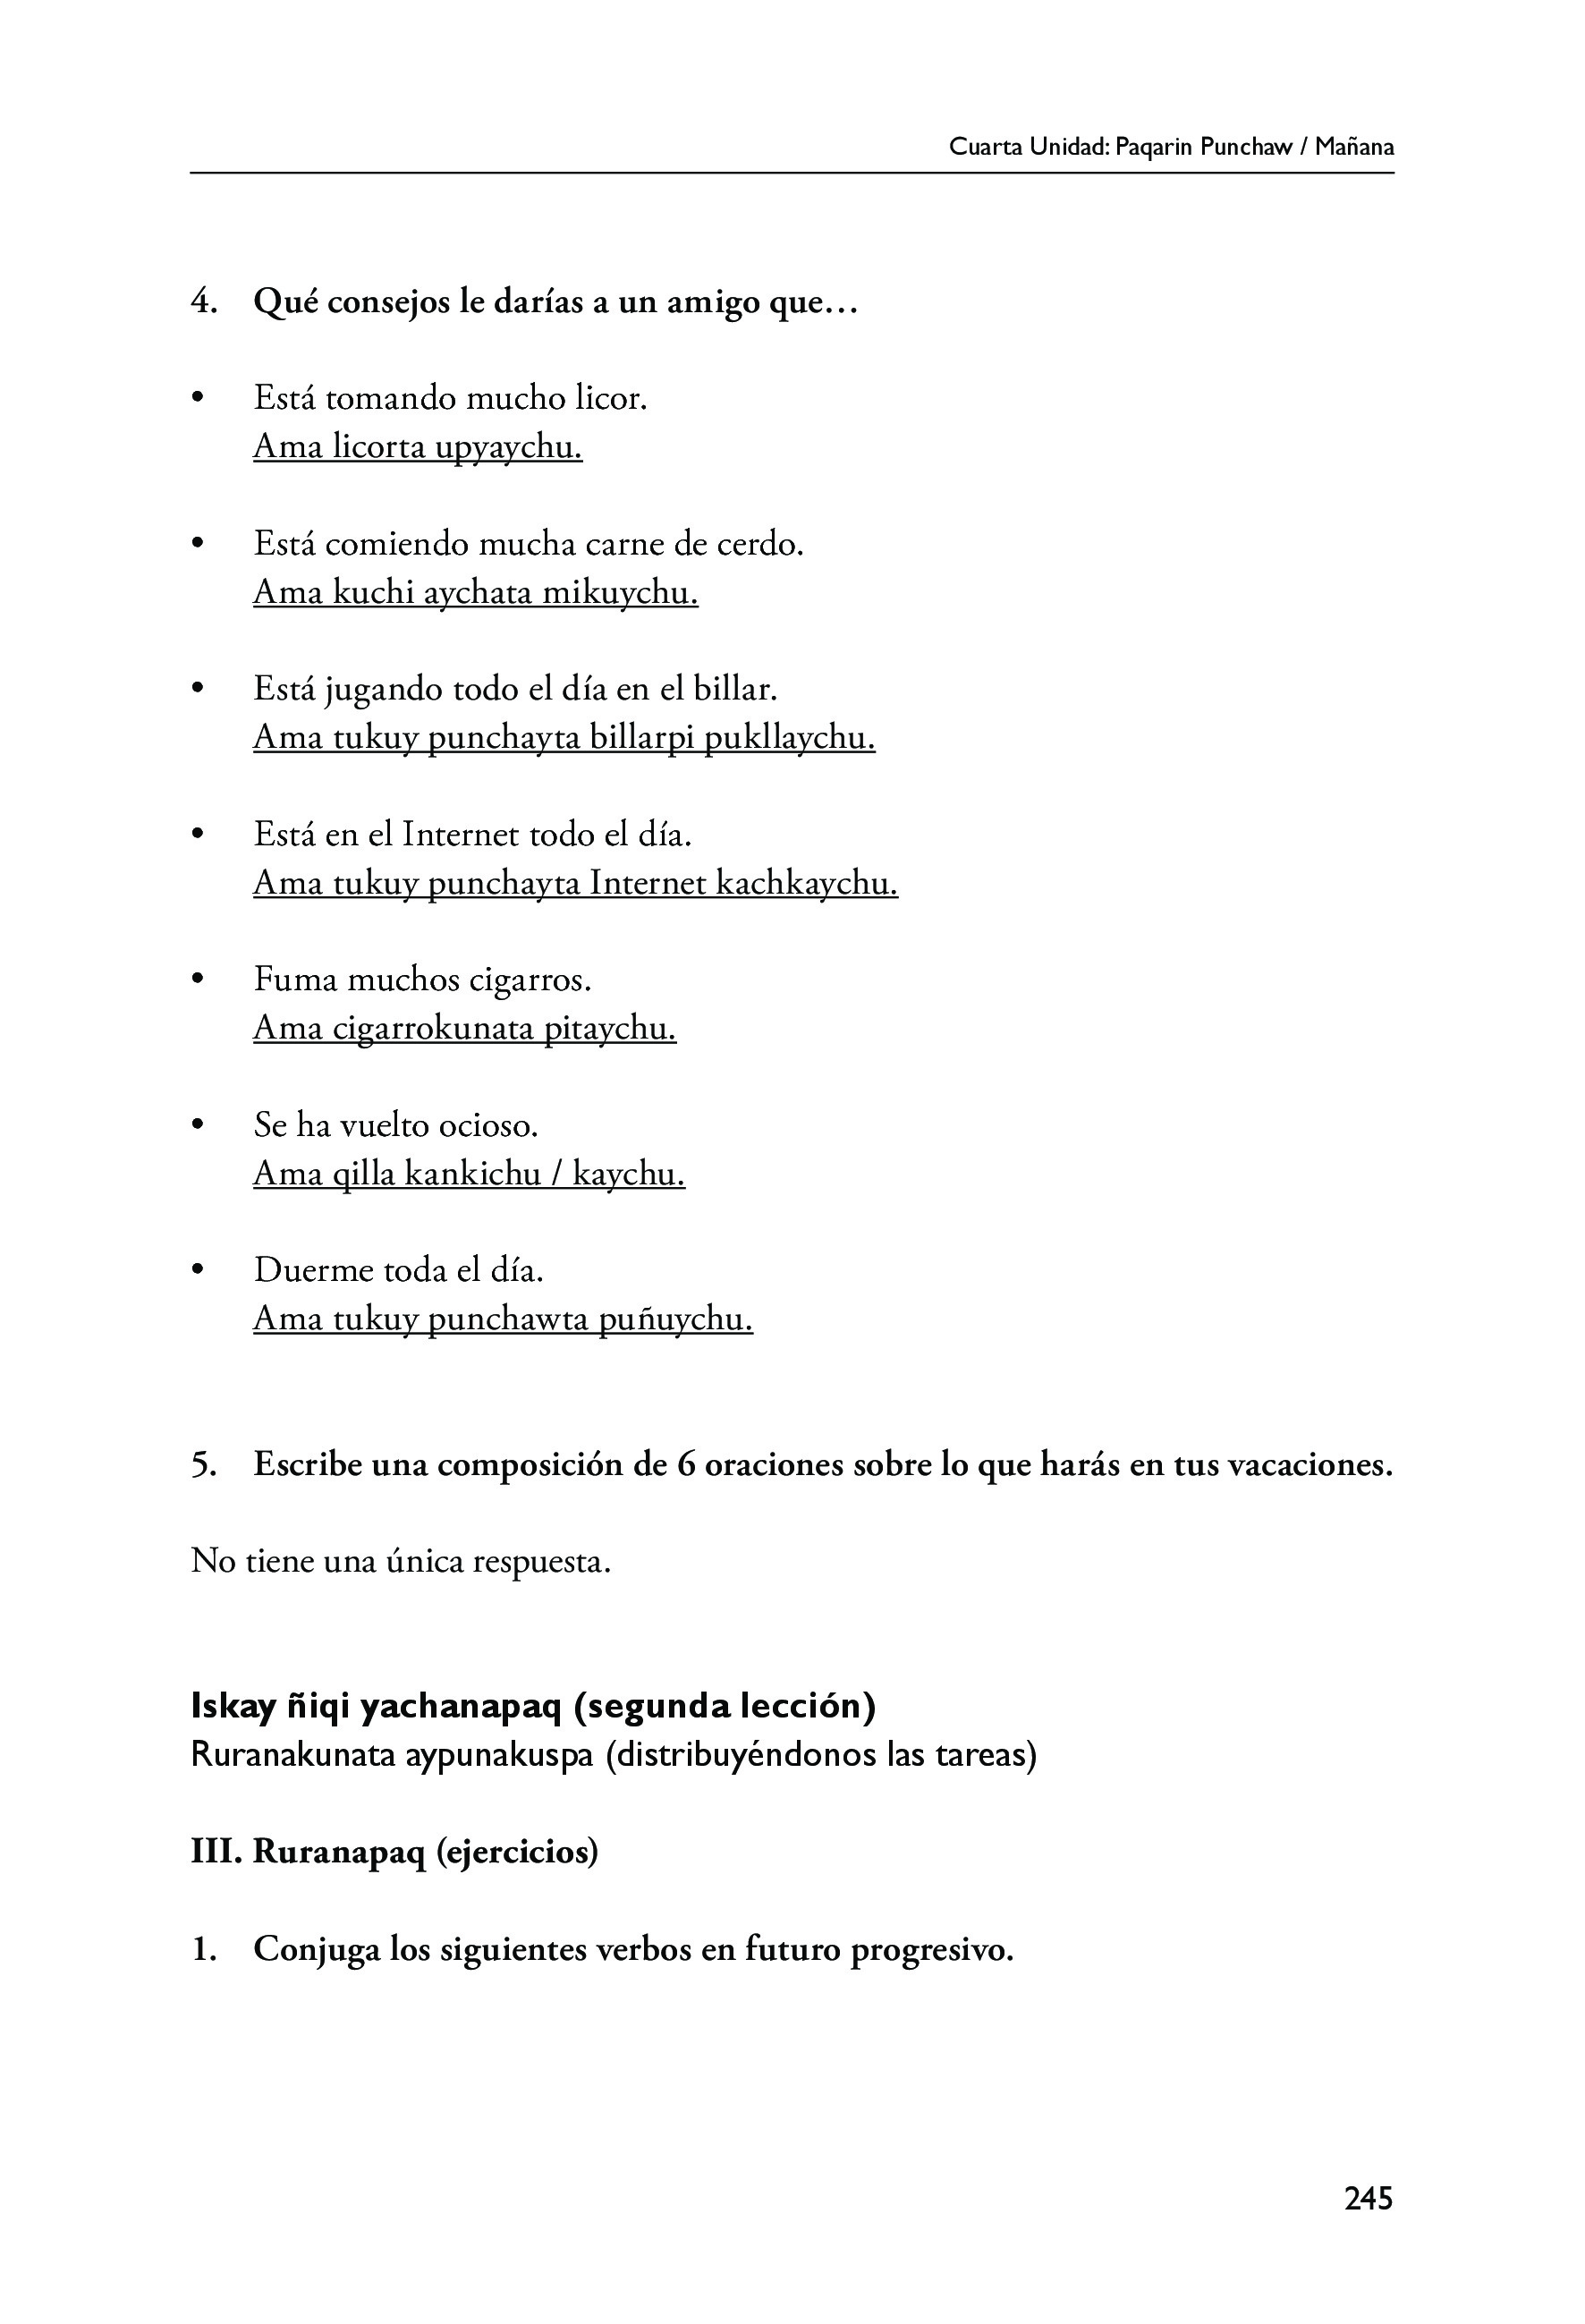 Cuarta Unidad: Paqarin Punchaw / Mañana
4. Qué consejos le darías a un amigo que…
• Está tomando mucho licor.
Ama licorta upyaychu.
• Está comiendo mucha carne de cerdo.
Ama kuchi aychata mikuychu.
• Está jugando todo el día en el billar.
Ama tukuy punchayta billarpi pukllaychu.
• Está en el Internet todo el día.
Ama tukuy punchayta Internet kachkaychu.
• Fuma muchos cigarros.
Ama cigarrokunata pitaychu.
• Se ha vuelto ocioso.
Ama qilla kankichu / kaychu.
• Duerme toda el día.
Ama tukuy punchawta puñuychu.
5. Escribe una composición de 6 oraciones sobre lo que harás en tus vacaciones.
No tiene una única respuesta.
Iskay ñiqi yachanapaq (segunda lección)
Ruranakunata aypunakuspa (distribuyéndonos las tareas)
III. Ruranapaq (ejercicios)
1. Conjuga los siguientes verbos en futuro progresivo.
245